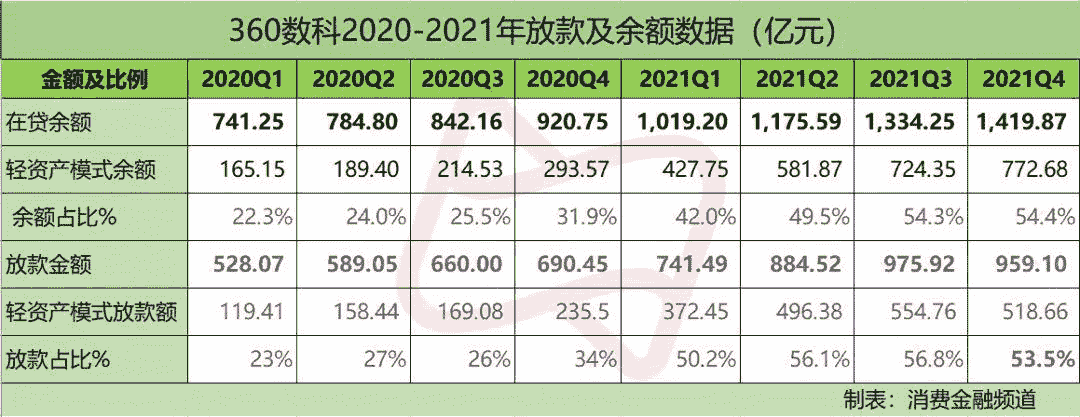 360数科2020-2021年放款及余额数据（亿元）
金额及比例 2020Q1 2020Q2 2020Q3 2020Q4 2021Q1 2021Q2 2021Q3 2021Q4
在贷余额 741.25 784.80 842.16 920.75 1,019.20 1,175.59 1,334.25 1,419.87
轻资产模式余额 165.15 189.40 214.53 293.57 427.75 581.87 724.35 772.68
余额占比% 22.3% 24.0% 25.5% 31.9% 42.0% 49.5% 54.3% 54.4%
放款金额 528.07 589.05 660.00 690.45 741.49 884.52 975.92 959.10
轻资产模式放款额 119.41 158.44 169.08 235.5 372.45 496.38 554.76 518.66
放款占比% 23% 27% 26% 34% 50.2% 56.1% 56.8% 53.5%
制表：消费金融频道